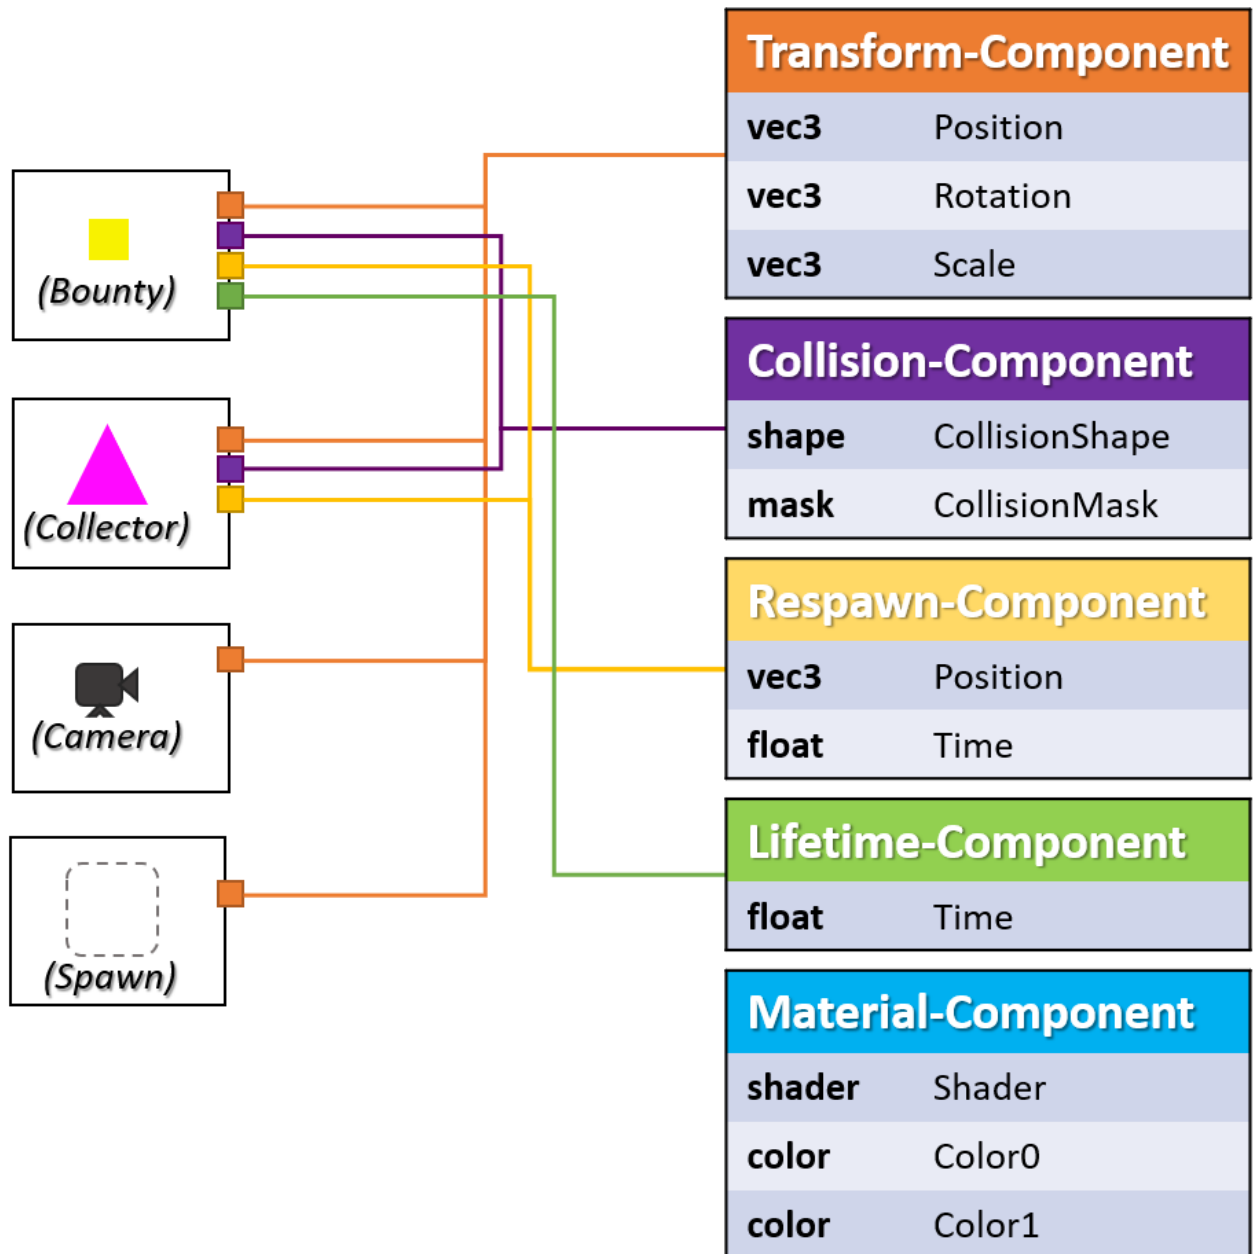 (Bounty)
(Collector)
(Camera)
(Spawn)
Transform-Component
vec3 Position
vec3 Rotation
vec3 Scale
Collision-Component
shape CollisionShape
mask CollisionMask
Respawn-Component
vec3 Position
float Time
Lifetime-Component
float Time
Material-Component
shader Shader
color Color0
color Color1